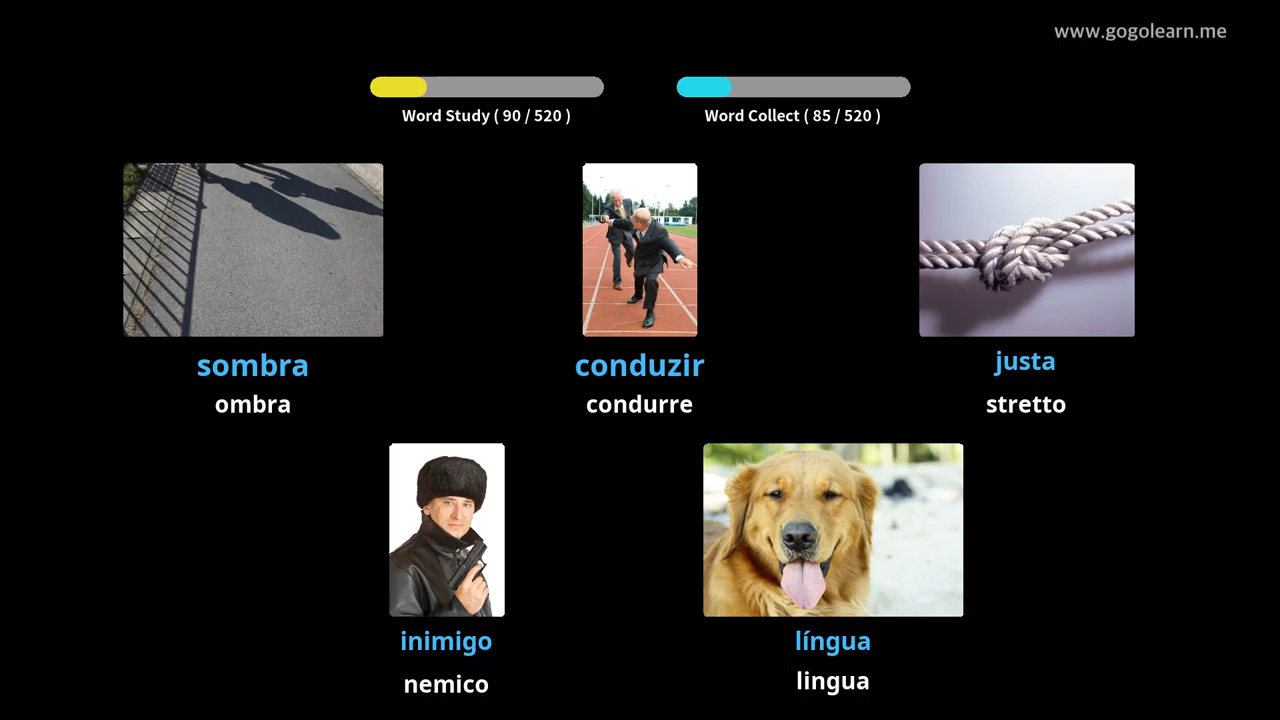 www.gogolearn.me
Word Study ( 90 / 520 )
Word Collect ( 85 / 520 )
sombra
ombra
conduzir
condurre
justa
stretto
inimigo
nemico
língua
lingua